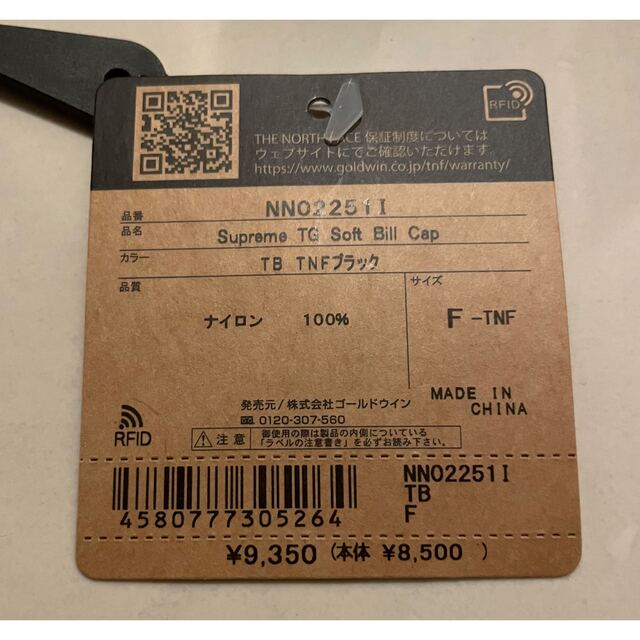 RFID
THE NORTH FACE 保証制度については
ウェブサイトにてご確認いただけます。
https://www.goldwin.co.jp/tnf/warranty/
品番 NN02251I
品名 Supreme TG Soft Bill Cap
カラー TB TNFブラック
品質 サイズ
ナイロン 100% F -TNF
MADE IN
CHINA
発売元/株式会社ゴールドウイン
0120-307-560
RFID
注意 御使用の際は製品の内側についている
「ラベルの注意書き」を必ずお読み下さい。
NN02251I
TB
F
4580777305264
¥9,350 (本体 ¥8,500 )